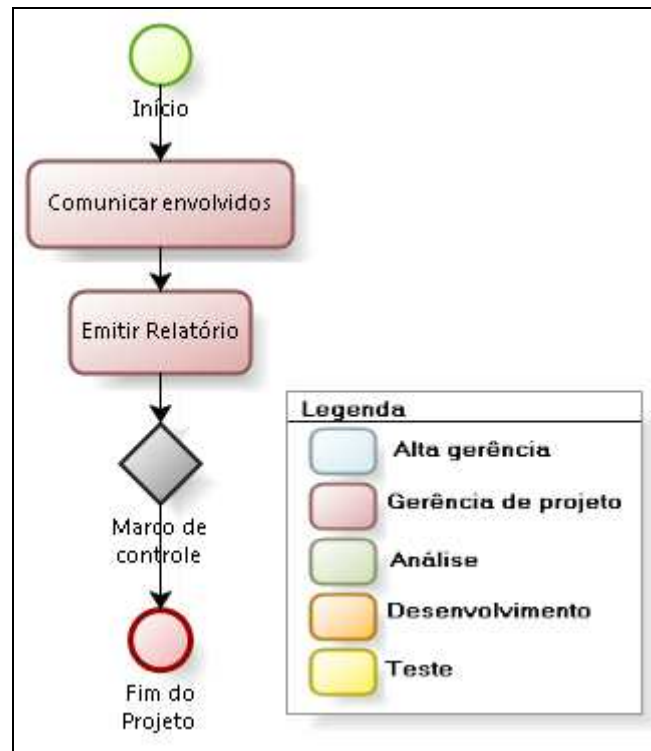 Início
Comunicar envolvidos
Emitir Relatório
Marco de
controle
Fim do
Projeto
Legenda
Alta gerência
Gerência de projeto
Análise
Desenvolvimento
Teste